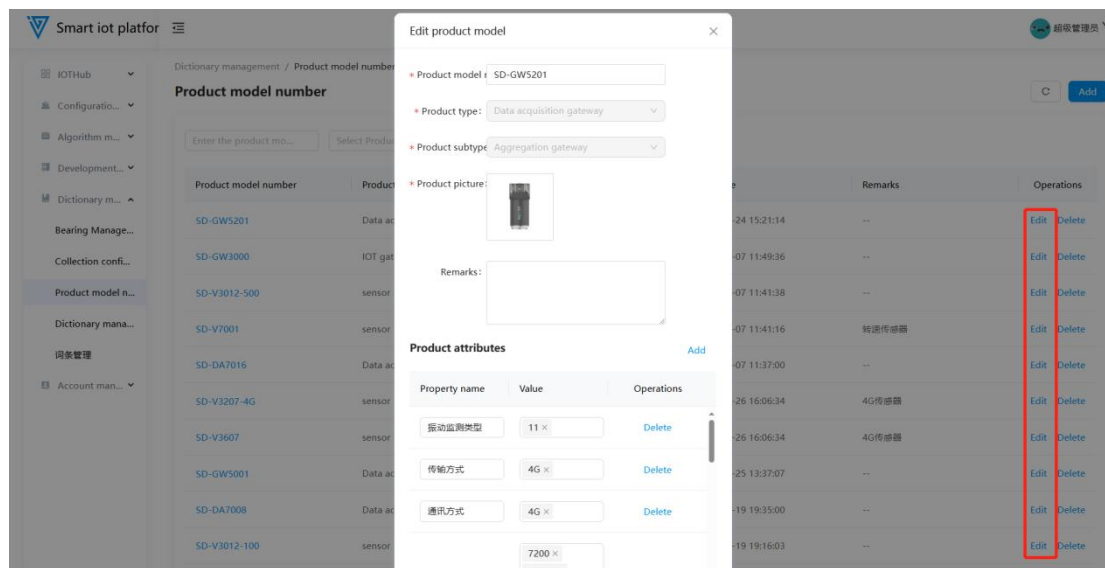 Smart iot platfor
超级管理员
IOTHub
Configuratio...
Algorithm m...
Development...
Dictionary m...
Bearing Manage...
Collection confi...
Product model n...
Dictionary mana...
词条管理
Account man...
Dictionary management / Product model number
Product model number
Add
Enter the product mo...
Select Produ
Product model number Product Remarks Operations
SD-GW5201 Data ac -24 15:21:14 -- Edit Delete
SD-GW3000 IOT gat -07 11:49:36 -- Edit Delete
SD-V3012-500 sensor -07 11:41:38 -- Edit Delete
SD-V7001 sensor -07 11:41:16 转速传感器 Edit Delete
SD-DA7016 Data ac -07 11:37:00 -- Edit Delete
SD-V3207-4G sensor -26 16:06:34 4G传感器 Edit Delete
SD-V3607 sensor -26 16:06:34 4G传感器 Edit Delete
SD-GW5001 Data ac -25 13:37:07 -- Edit Delete
SD-DA7008 Data ac -19 19:35:00 -- Edit Delete
SD-V3012-100 sensor -19 19:16:03 -- Edit Delete
Edit product model ×
* Product model r SD-GW5201
* Product type: Data acquisition gateway
* Product subtype Aggregation gateway
* Product picture:
Remarks:
Product attributes Add
Property name Value Operations
振动监测类型 11 × Delete
传输方式 4G × Delete
通讯方式 4G × Delete
7200 ×